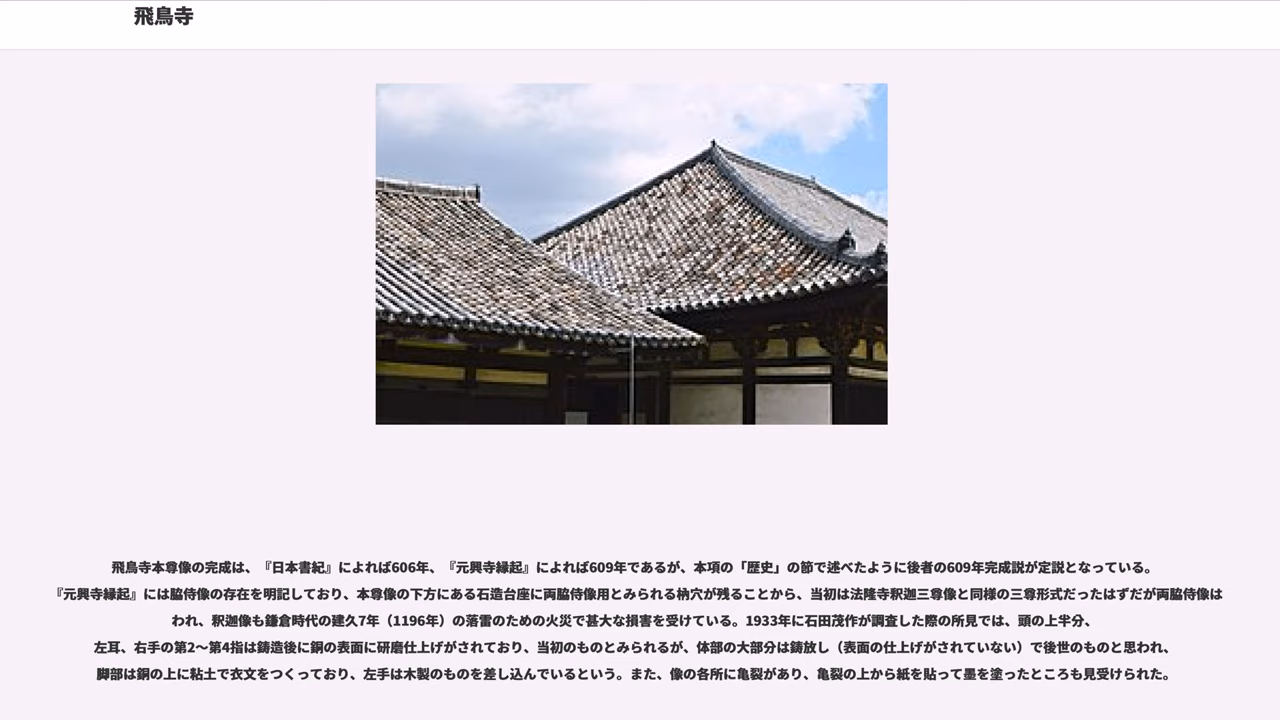 飛鳥寺
飛鳥寺本尊像の完成は、『日本書紀』によれば606年、『元興寺縁起』によれば609年であるが、本項の「歴史」の節で述べたように後者の609年完成説が定説となっている。
『元興寺縁起』には脇侍像の存在を明記しており、本尊像の下方にある石造台座に両脇侍像用とみられる枘穴が残ることから、当初は法隆寺釈迦三尊像と同様の三尊形式だったはずだが両脇侍像は
われ、釈迦像も鎌倉時代の建久7年（1196年）の落雷のための火災で甚大な損害を受けている。1933年に石田茂作が調査した際の所見では、頭の上半分、
左耳、右手の第2〜第4指は鋳造後に銅の表面に研磨仕上げがされており、当初のものとみられるが、体部の大部分は鋳放し（表面の仕上げがされていない）で後世のものと思われ、
脚部は銅の上に粘土で衣文をつくっており、左手は木製のものを差し込んでいるという。また、像の各所に亀裂があり、亀裂の上から紙を貼って墨を塗ったところも見受けられた。